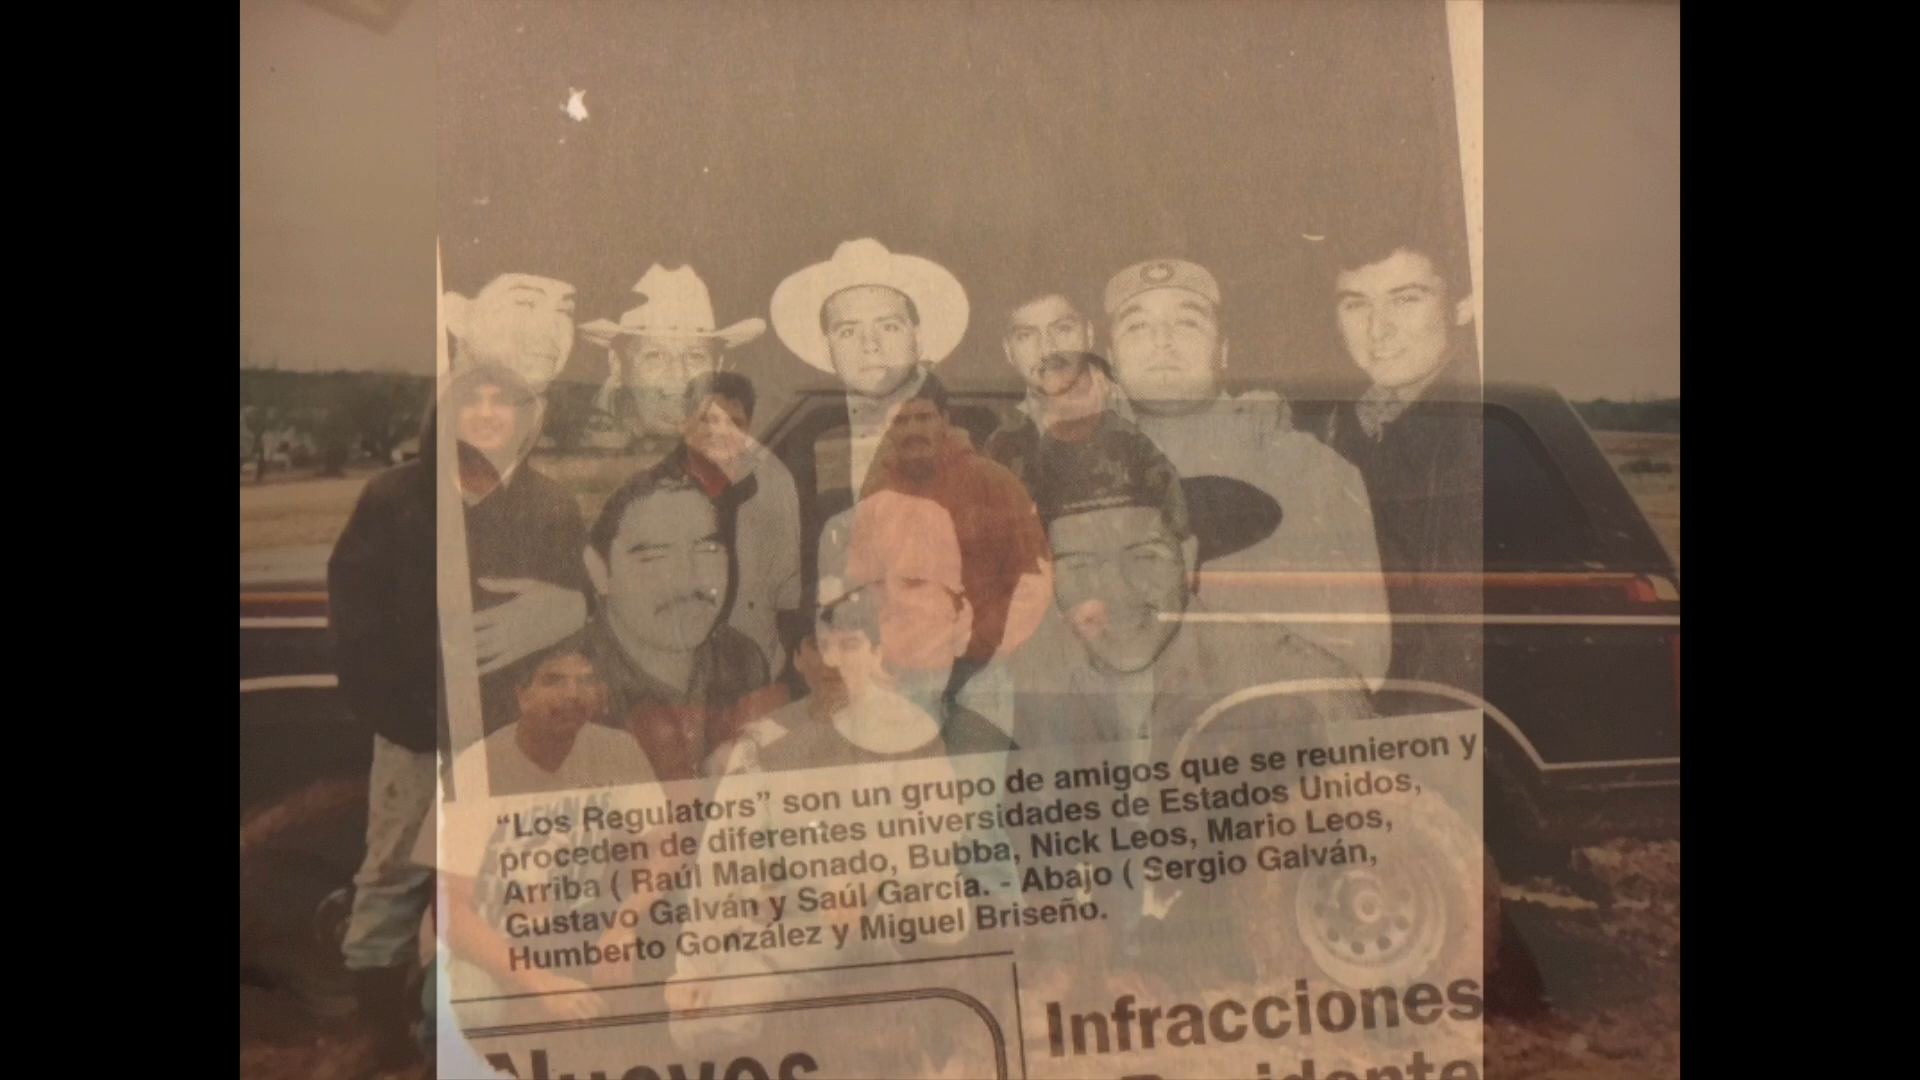 “Los Regulators” son un grupo de amigos que se reunieron y
proceden de diferentes universidades de Estados Unidos,
Arriba ( Raúl Maldonado, Bubba, Nick Leos, Mario Leos,
Gustavo Galván y Saúl García. - Abajo ( Sergio Galván,
Humberto González y Miguel Briseño.
Nuevos
Infracciones